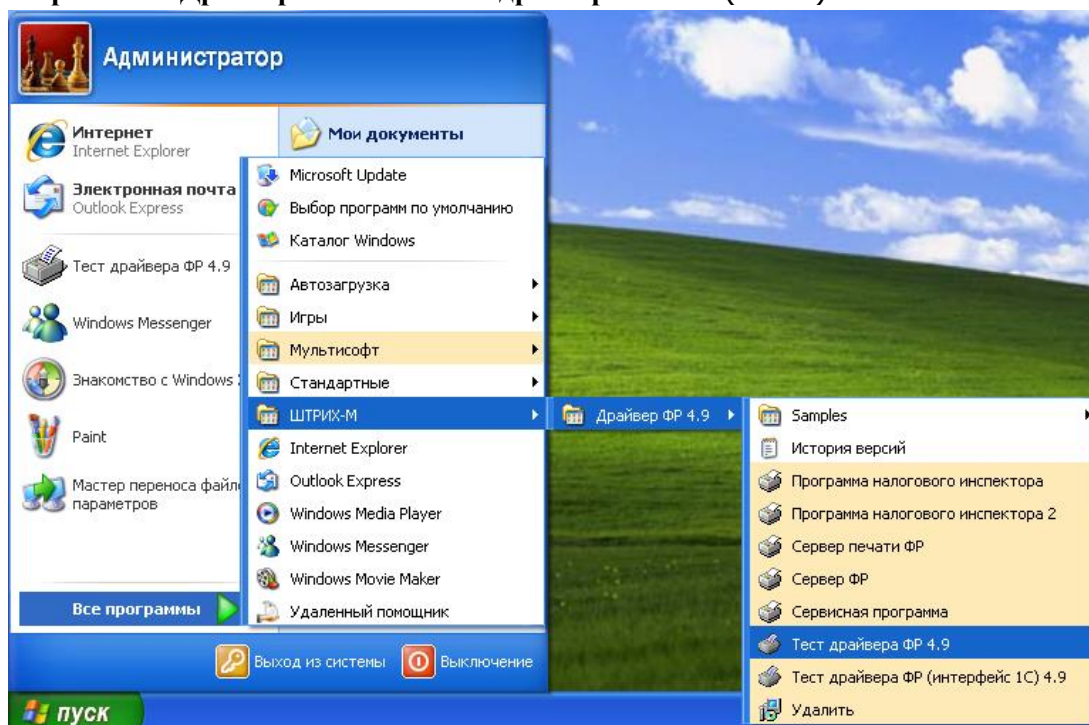 Администратор
Интернет
Internet Explorer
Электронная почта
Outlook Express
Тест драйвера ФР 4.9
Windows Messenger
Знакомство с Windows
Paint
Мастер переноса файл
параметров
Все программы
Мои документы
Microsoft Update
Выбор программ по умолчанию
Каталог Windows
Автозагрузка
Игры
Мультисофт
Стандартные
ШТРИХ-М
Internet Explorer
Outlook Express
Windows Media Player
Windows Messenger
Windows Movie Maker
Удаленный помощник
Драйвер ФР 4.9
Samples
История версий
Программа налогового инспектора
Программа налогового инспектора 2
Сервер печати ФР
Сервер ФР
Сервисная программа
Тест драйвера ФР 4.9
Тест драйвера ФР (интерфейс 1С) 4.9
Удалить
Выход из системы
Выключение
пуск